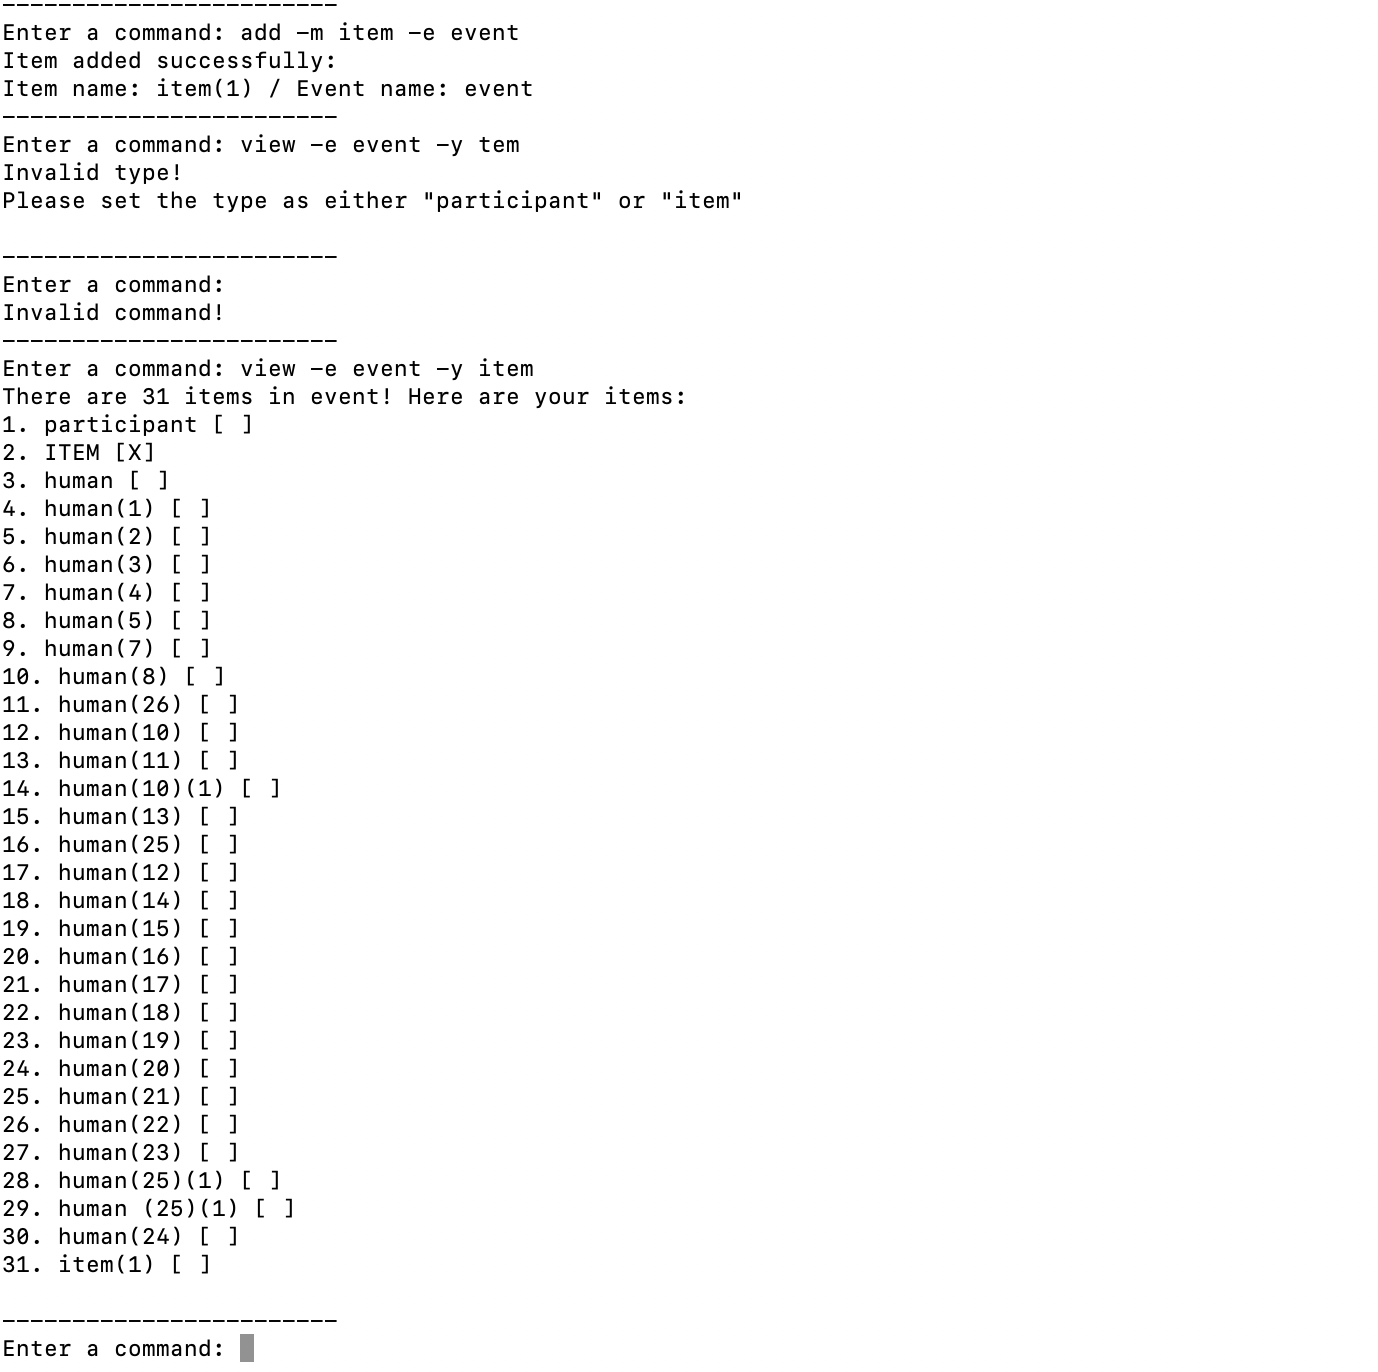 ------------------------
Enter a command: add -m item -e event
Item added successfully:
Item name: item(1) / Event name: event
------------------------
Enter a command: view -e event -y tem
Invalid type!
Please set the type as either "participant" or "item"
------------------------
Enter a command:
Invalid command!
------------------------
Enter a command: view -e event -y item
There are 31 items in event! Here are your items:
1. participant [ ]
2. ITEM [X]
3. human [ ]
4. human(1) [ ]
5. human(2) [ ]
6. human(3) [ ]
7. human(4) [ ]
8. human(5) [ ]
9. human(7) [ ]
10. human(8) [ ]
11. human(26) [ ]
12. human(10) [ ]
13. human(11) [ ]
14. human(10)(1) [ ]
15. human(13) [ ]
16. human(25) [ ]
17. human(12) [ ]
18. human(14) [ ]
19. human(15) [ ]
20. human(16) [ ]
21. human(17) [ ]
22. human(18) [ ]
23. human(19) [ ]
24. human(20) [ ]
25. human(21) [ ]
26. human(22) [ ]
27. human(23) [ ]
28. human(25)(1) [ ]
29. human (25)(1) [ ]
30. human(24) [ ]
31. item(1) [ ]
------------------------
Enter a command: